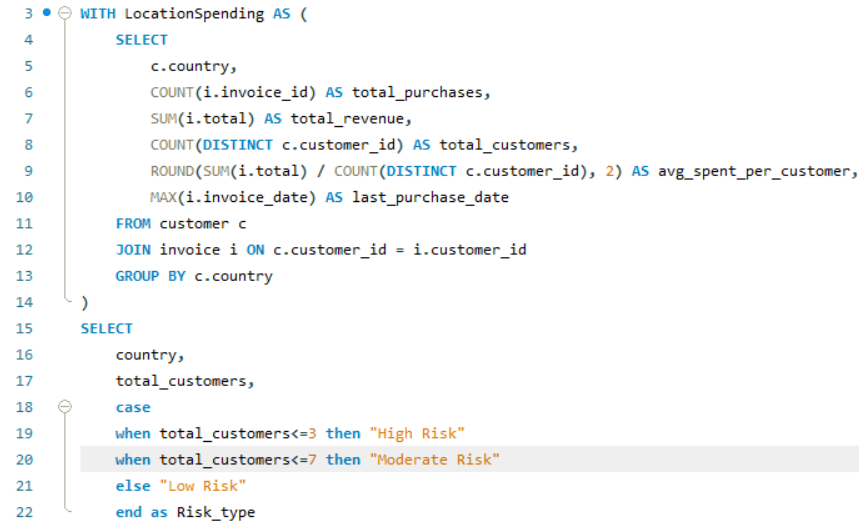 3 WITH LocationSpending AS (
4 SELECT
5 c.country,
6 COUNT(i.invoice_id) AS total_purchases,
7 SUM(i.total) AS total_revenue,
8 COUNT(DISTINCT c.customer_id) AS total_customers,
9 ROUND(SUM(i.total) / COUNT(DISTINCT c.customer_id), 2) AS avg_spent_per_customer,
10 MAX(i.invoice_date) AS last_purchase_date
11 FROM customer c
12 JOIN invoice i ON c.customer_id = i.customer_id
13 GROUP BY c.country
14 )
15 SELECT
16 country,
17 total_customers,
18 case
19 when total_customers<=3 then "High Risk"
20 when total_customers<=7 then "Moderate Risk"
21 else "Low Risk"
22 end as Risk_type